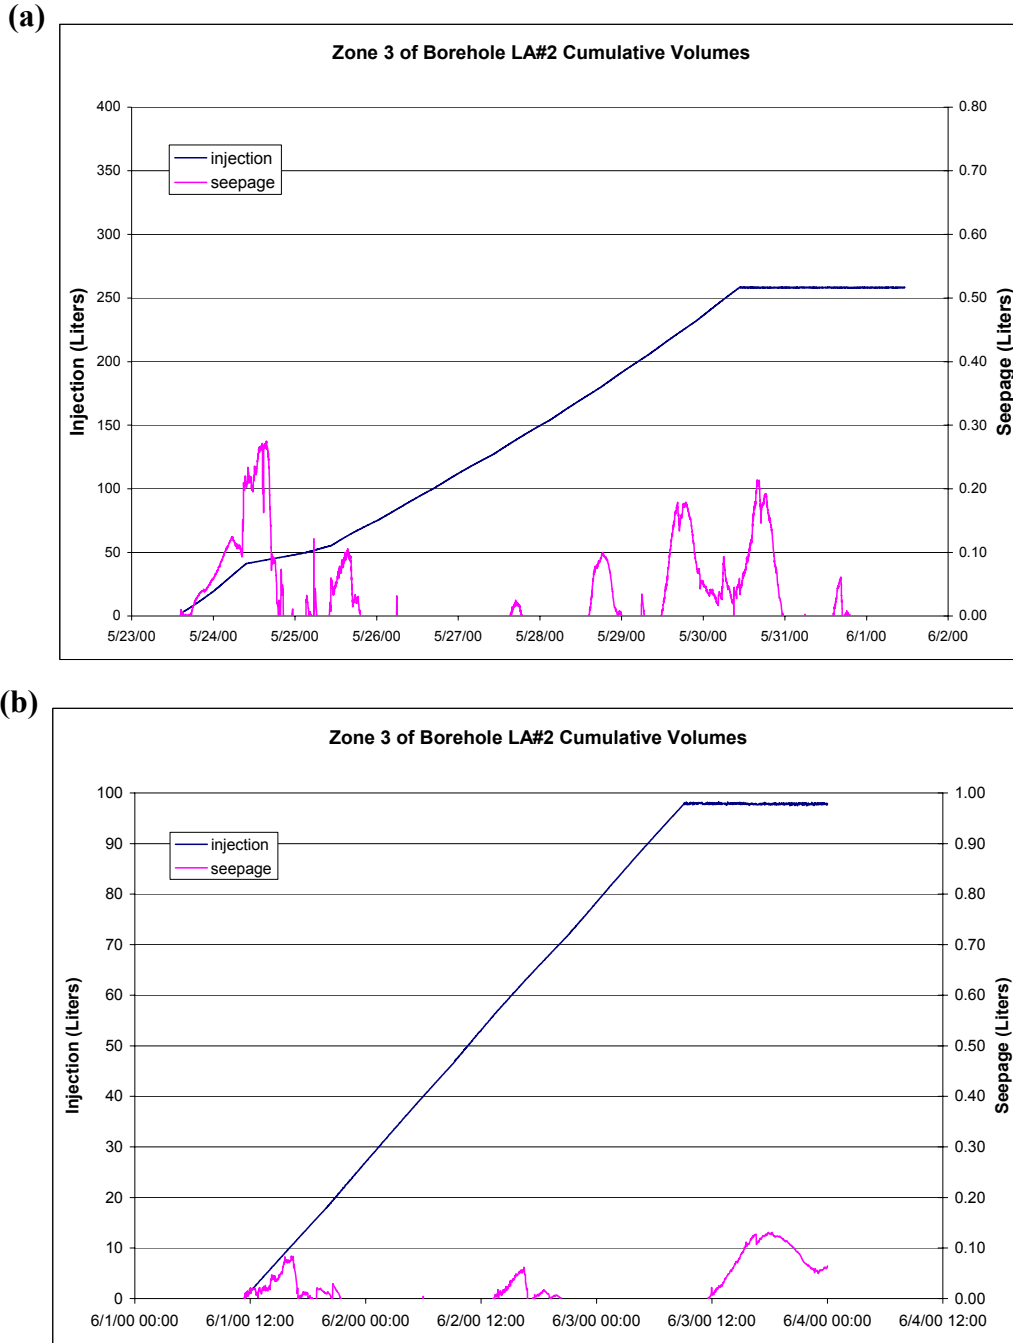 (a)
Zone 3 of Borehole LA#2 Cumulative Volumes
400 0.80
injection
350 0.70
seepage
300 0.60
250 0.50
200 0.40
150 0.30
100 0.20
50 0.10
0 0.00
Injection (Liters)
Seepage (Liters)
5/23/00 5/24/00 5/25/00 5/26/00 5/27/00 5/28/00 5/29/00 5/30/00 5/31/00 6/1/00 6/2/00
(b)
Zone 3 of Borehole LA#2 Cumulative Volumes
100 1.00
injection
90 0.90
seepage
80 0.80
70 0.70
60 0.60
50 0.50
40 0.40
30 0.30
20 0.20
10 0.10
0 0.00
Injection (Liters)
Seepage (Liters)
6/1/00 00:00 6/1/00 12:00 6/2/00 00:00 6/2/00 12:00 6/3/00 00:00 6/3/00 12:00 6/4/00 00:00 6/4/00 12:00